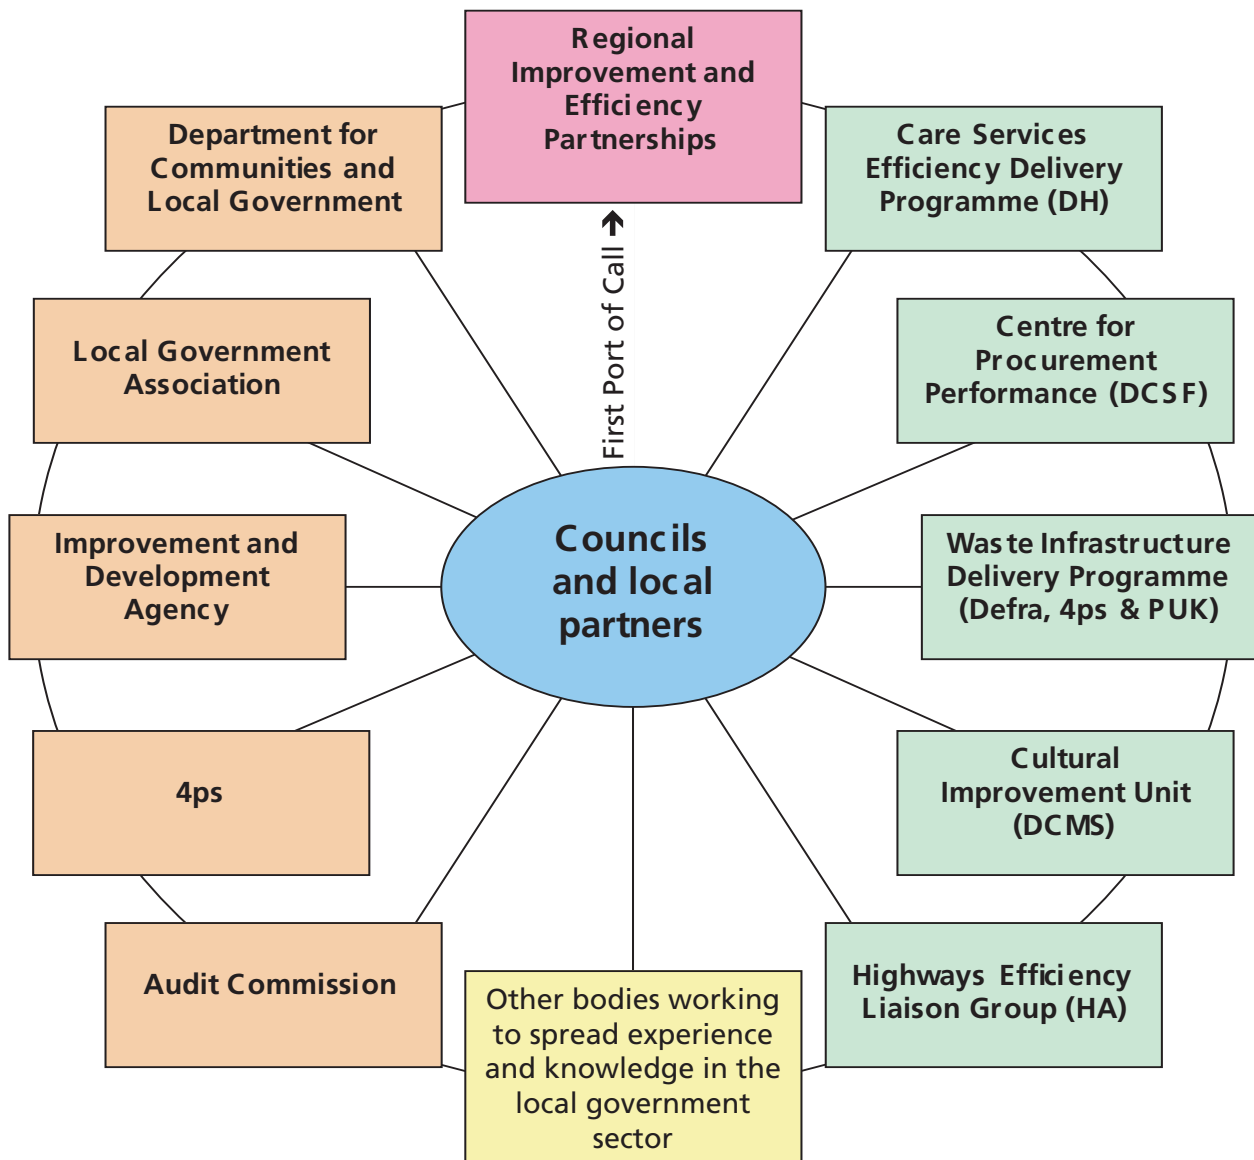 Regional
Improvement and
Efficiency
Partnerships
Department for
Communities and
Local Government
Care Services
Efficiency Delivery
Programme (DH)
First Port of Call →
Local Government
Association
Centre for
Procurement
Performance (DCSF)
Improvement and
Development
Agency
Councils
and local
partners
Waste Infrastructure
Delivery Programme
(Defra, 4ps & PUK)
4ps
Cultural
Improvement Unit
(DCMS)
Audit Commission
Other bodies working
to spread experience
and knowledge in the
local government
sector
Highways Efficiency
Liaison Group (HA)